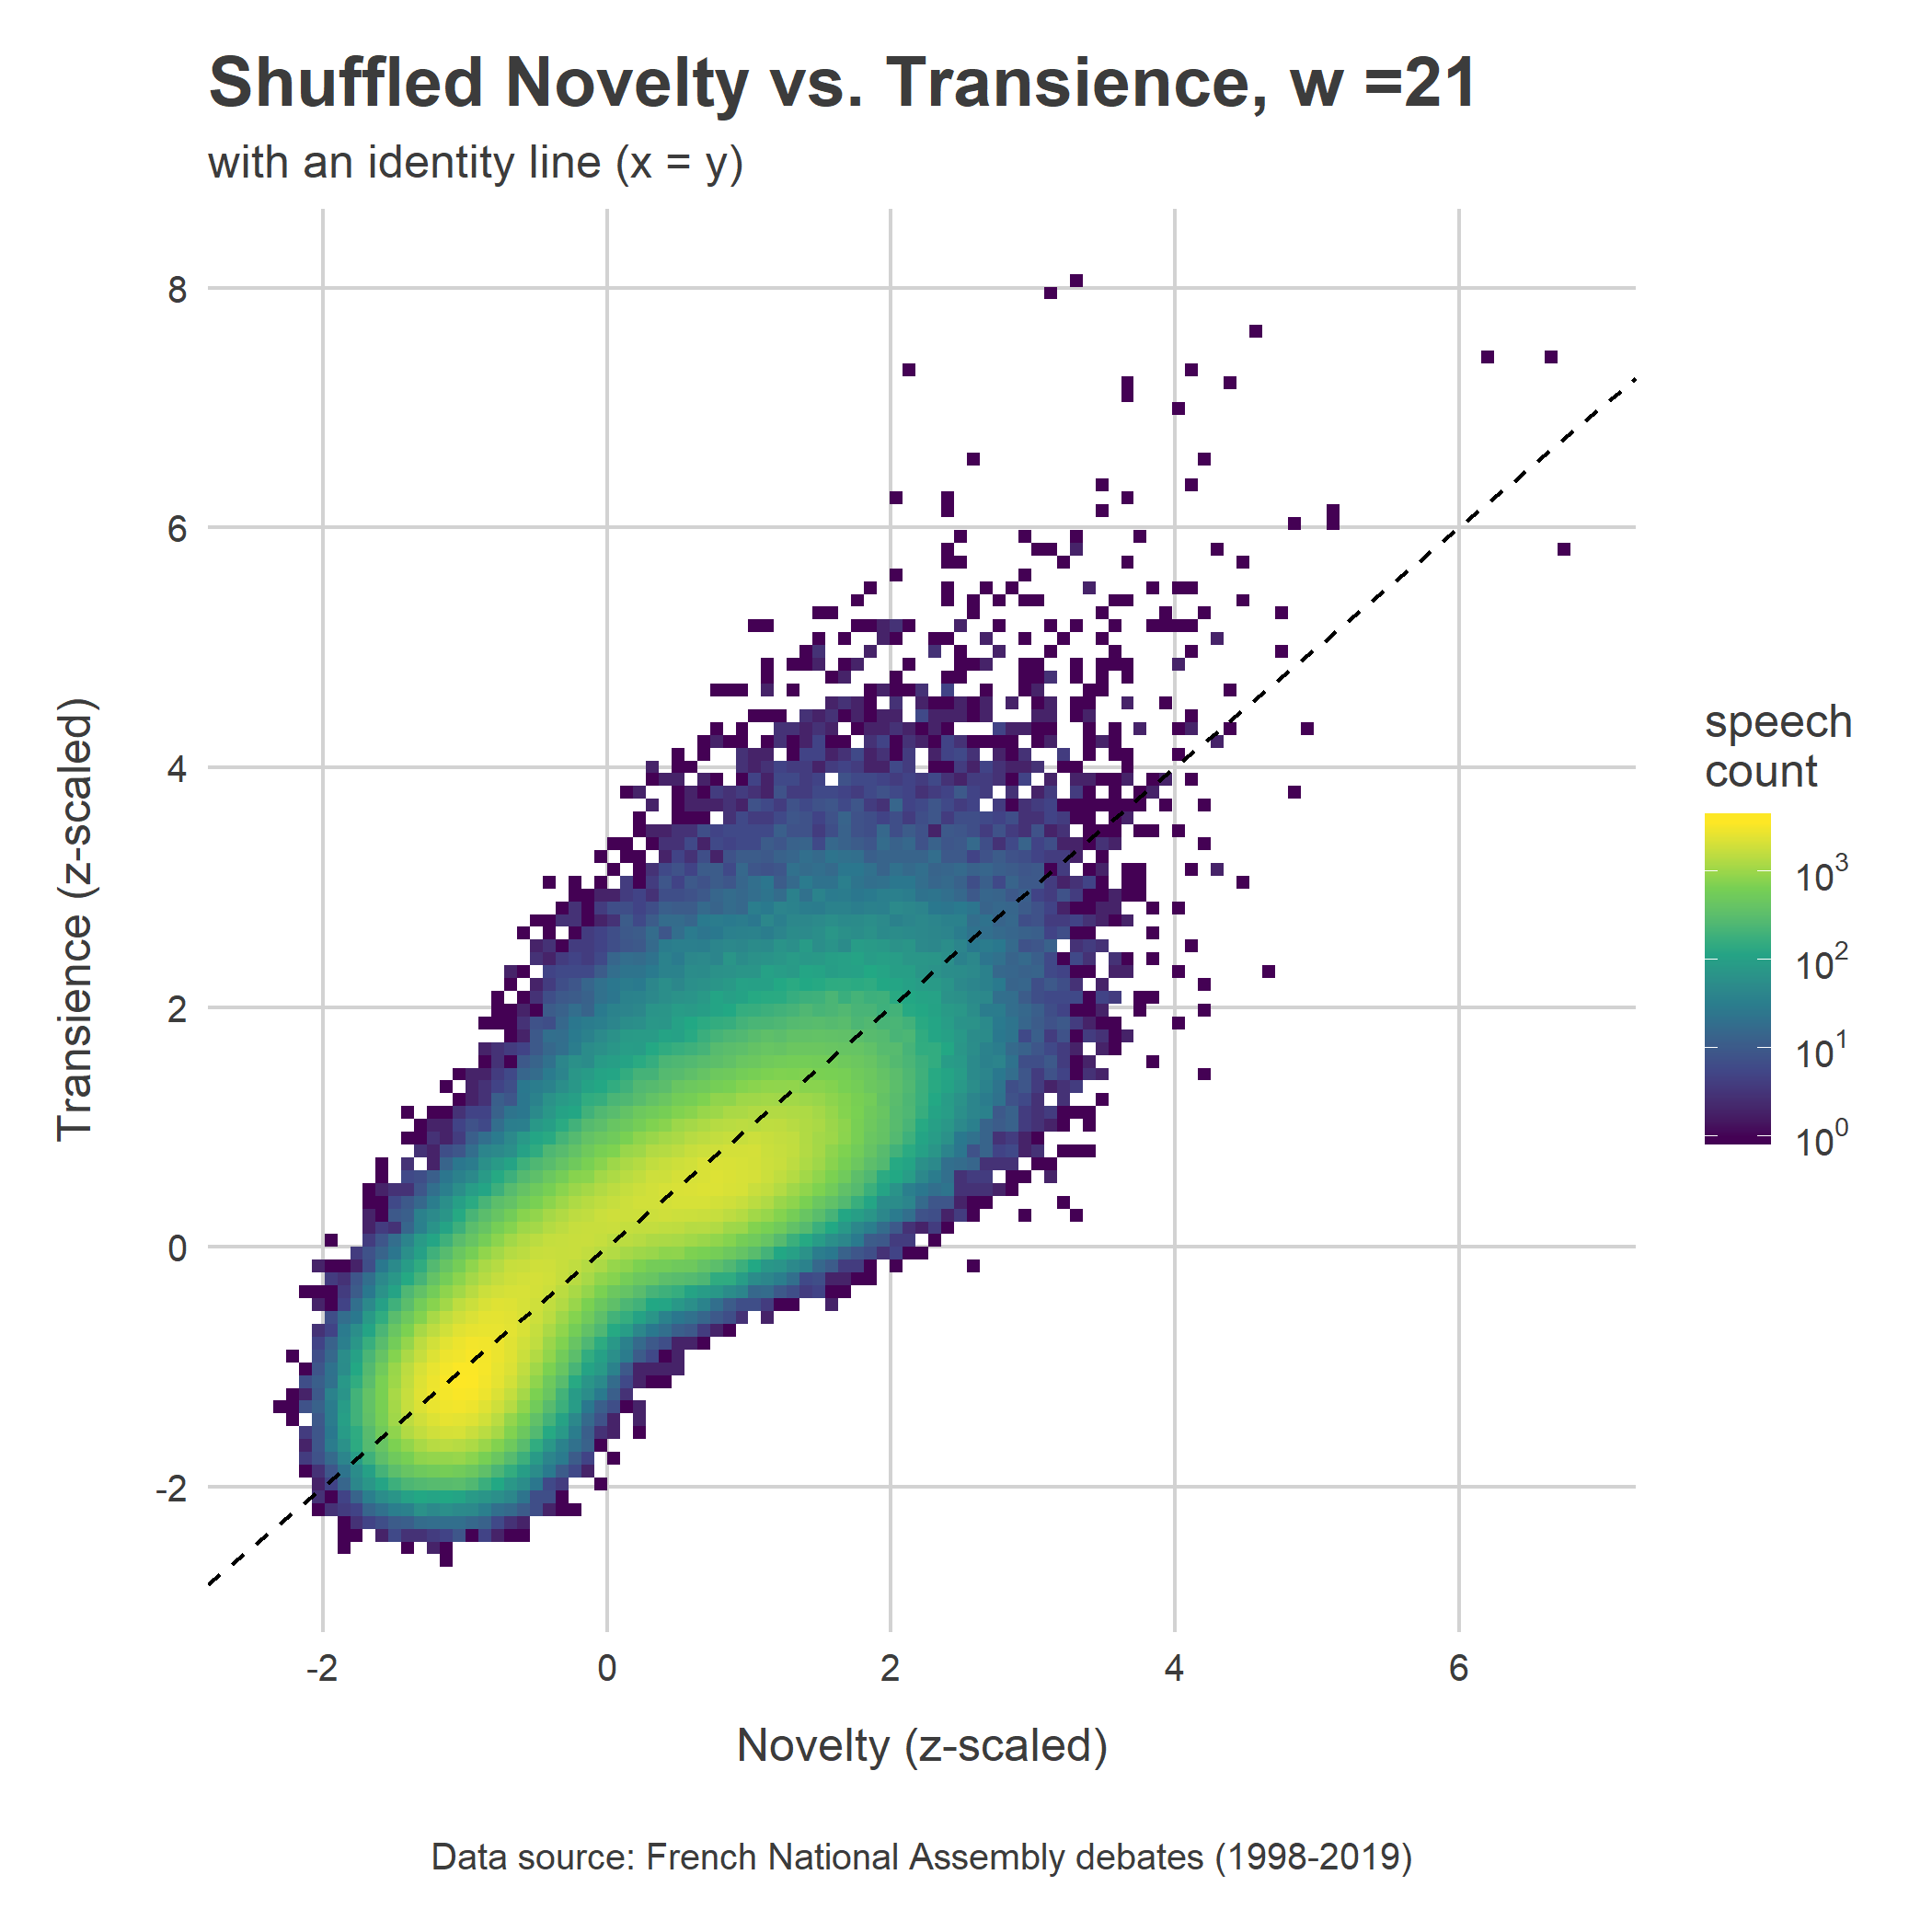 Shuffled Novelty vs. Transience, w =21
with an identity line (x = y)
Transience (z-scaled)
8
6
4
2
0
-2
-2 0 2 4 6
Novelty (z-scaled)
speech
count
10³
10²
10¹
10⁰
Data source: French National Assembly debates (1998-2019)